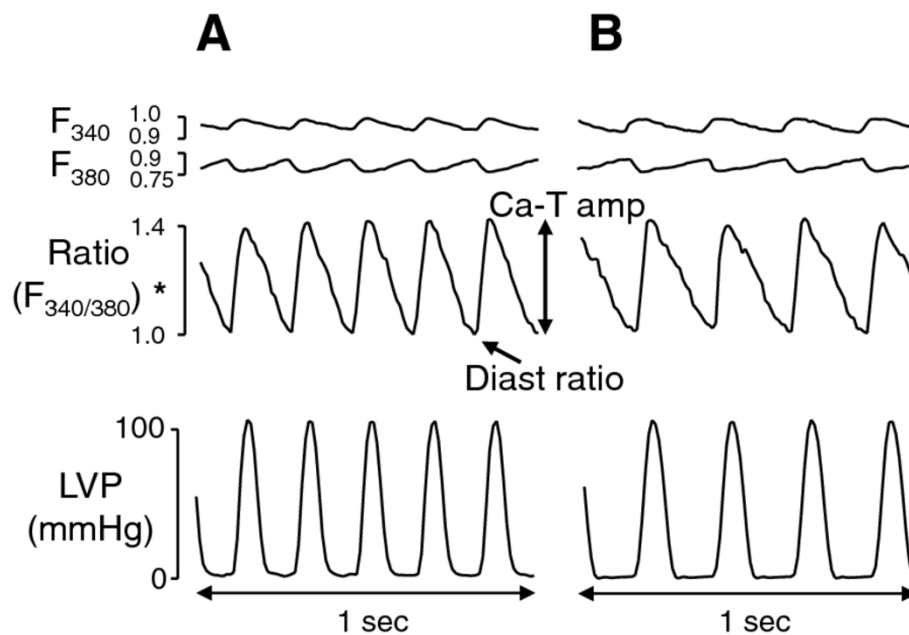 A B
F340 1.0
0.9
F380 0.9
0.75
Ca-T amp
Ratio
(F340/380) *
1.4
1.0
Diast ratio
LVP
(mmHg)
100
0
1 sec 1 sec